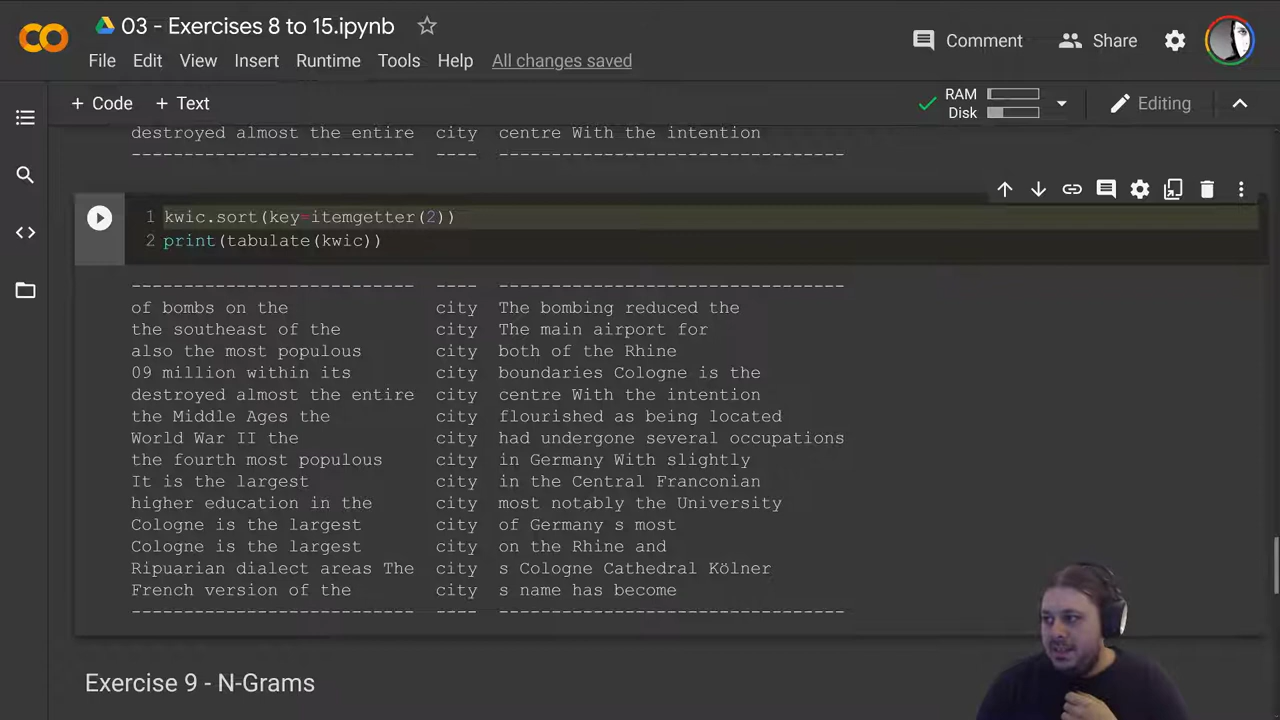 03 - Exercises 8 to 15.ipynb
Comment
Share
File Edit View Insert Runtime Tools Help All changes saved
+ Code + Text
RAM
Disk
Editing
destroyed almost the entire city centre With the intention
-------------------------- ---- --------------------------------
1 kwic.sort(key=itemgetter(2))
2 print(tabulate(kwic))
-------------------------- ---- --------------------------------
of bombs on the city The bombing reduced the
the southeast of the city The main airport for
also the most populous city both of the Rhine
09 million within its city boundaries Cologne is the
destroyed almost the entire city centre With the intention
the Middle Ages the city flourished as being located
World War II the city had undergone several occupations
the fourth most populous city in Germany With slightly
It is the largest city in the Central Franconian
higher education in the city most notably the University
Cologne is the largest city of Germany s most
Cologne is the largest city on the Rhine and
Ripuarian dialect areas The city s Cologne Cathedral Kölner
French version of the city s name has become
-------------------------- ---- --------------------------------
Exercise 9 - N-Grams